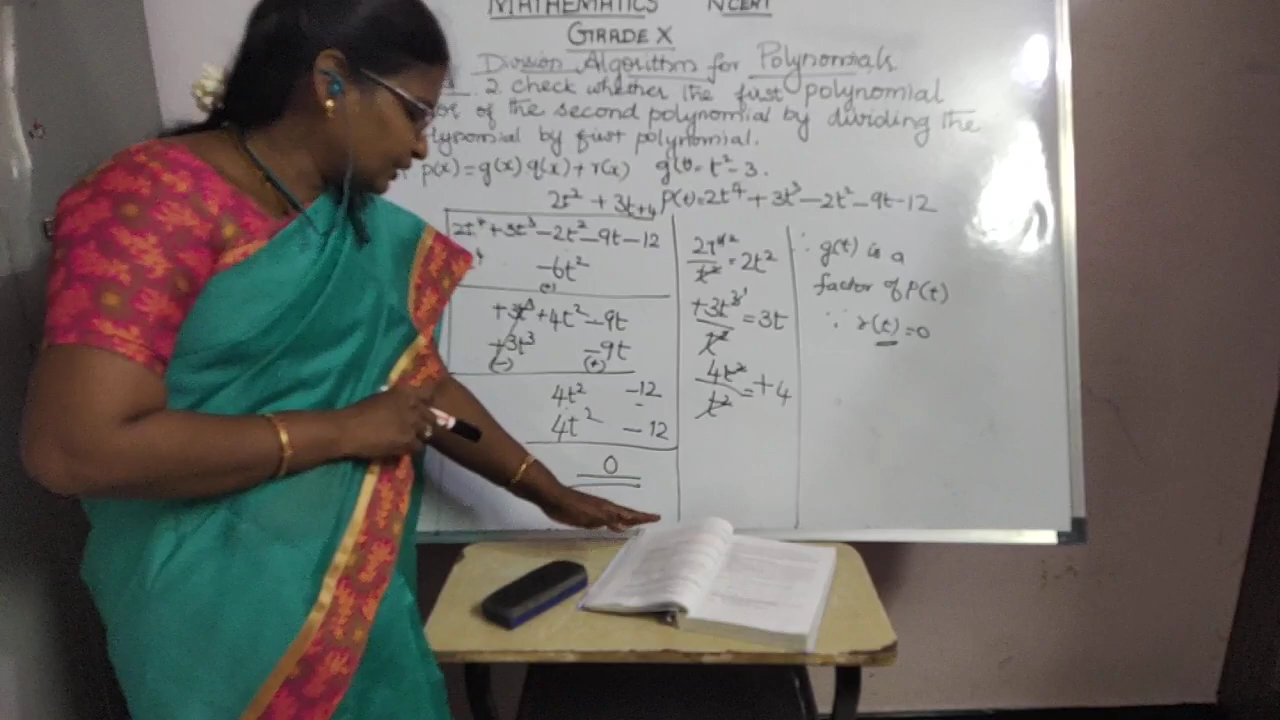 MATHEMATICS NCERT
GRADE X
Division Algorithm for Polynomials
2. check whether the first polynomial
of the second polynomial by dividing the
by first polynomial.
p(x)=g(x) q(x)+r(x) g(t)=t²-3.
2t²+3t+4 p(t)=2t⁴+3t³-2t²-9t-12
2t⁴+3t³-2t²-9t-12
-6t²
(+)
+3t³+4t²-9t
+3t³ -9t
(-) (+)
4t² -12
4t² -12
0
2t⁴/t²=2t²
+3t³/t²=3t
4t²/t²=+4
∴ g(t) is a
factor of p(t)
∵ r(t)=0